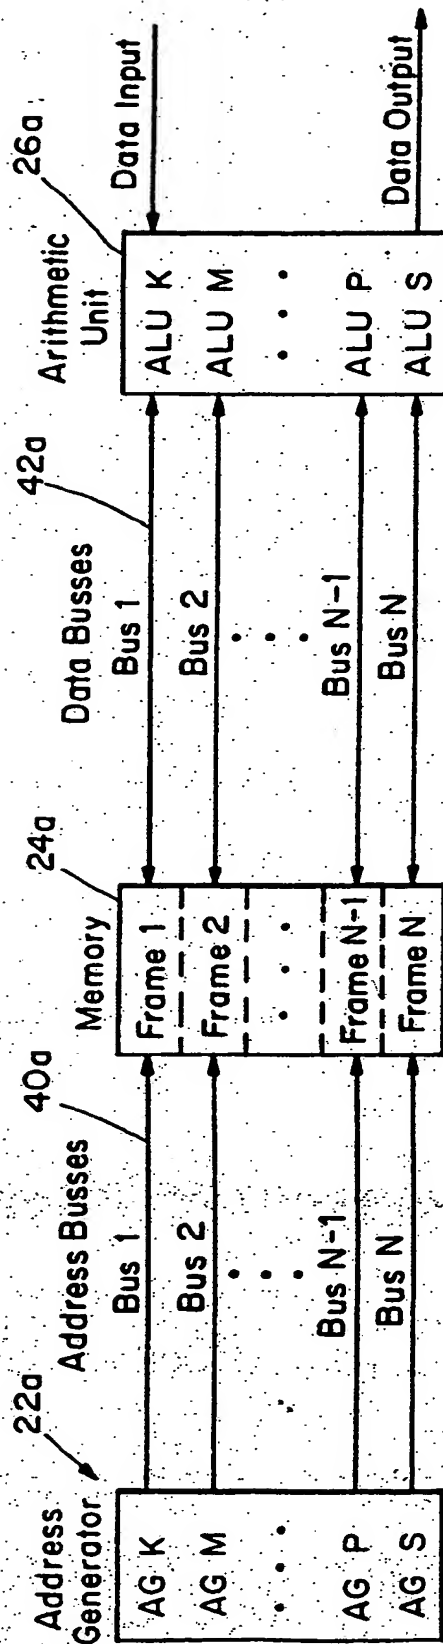 Address
Generator
22a
AG K
AG M
AG P
AG S
Address Busses
40a
Bus 1
Bus 2
Bus N-1
Bus N
Memory
24a
Frame 1
Frame 2
Frame N-1
Frame N
Data Busses
42a
Bus 1
Bus 2
Bus N-1
Bus N
Arithmetic
Unit
26a
ALU K
ALU M
ALU P
ALU S
Data Input
Data Output